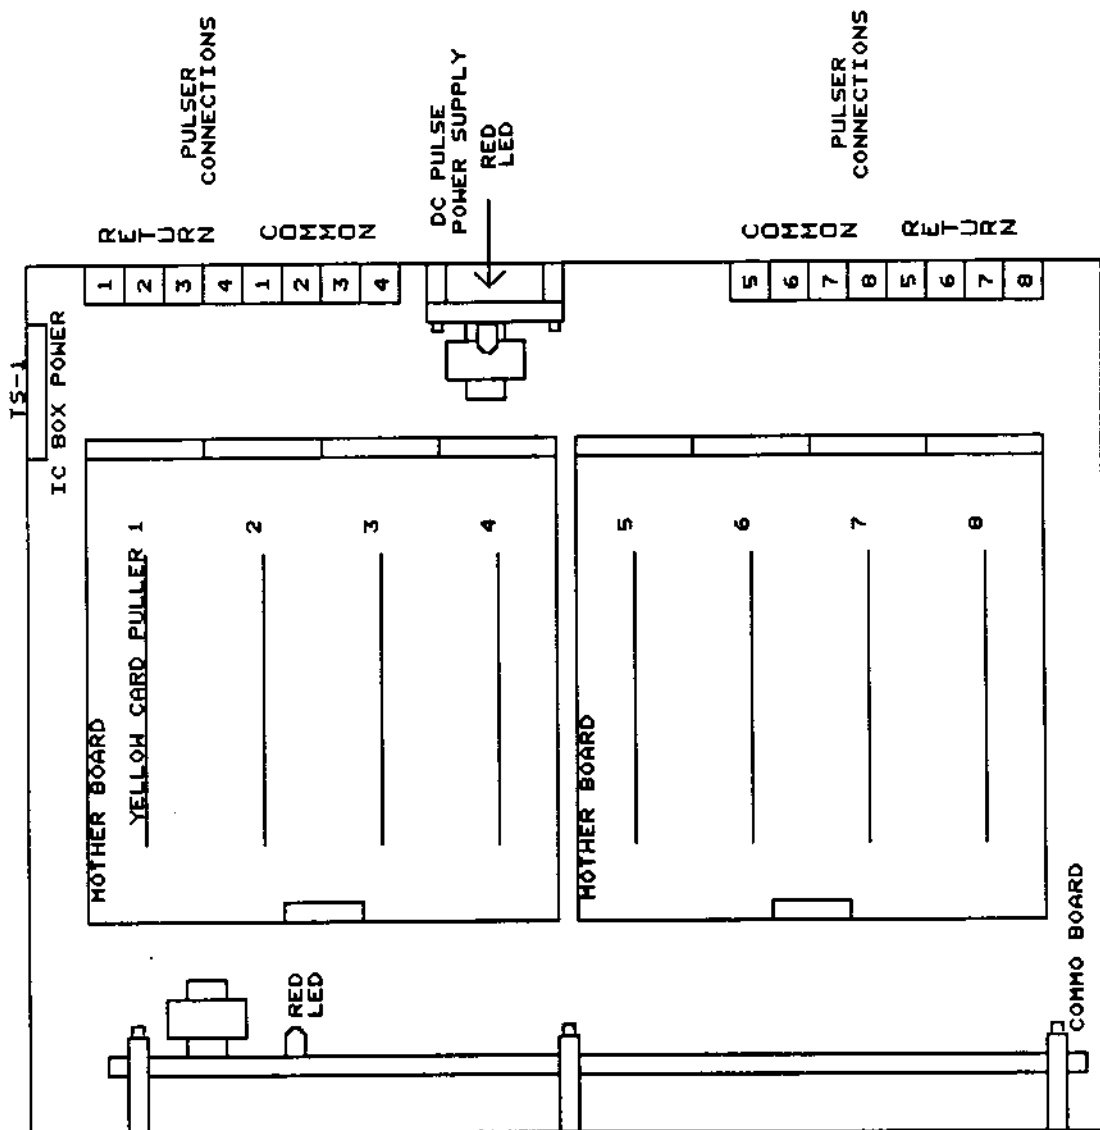 TS-1
IC BOX POWER
PULSER
CONNECTIONS
RETURN
COMMON
1
2
3
4
1
2
3
4
DC PULSE
POWER SUPPLY
RED
LED
PULSER
CONNECTIONS
COMMON
RETURN
5
6
7
8
5
6
7
8
MOTHER BOARD
YELLOW CARD PULLER 1
2
3
4
MOTHER BOARD
5
6
7
8
RED
LED
COMMO BOARD